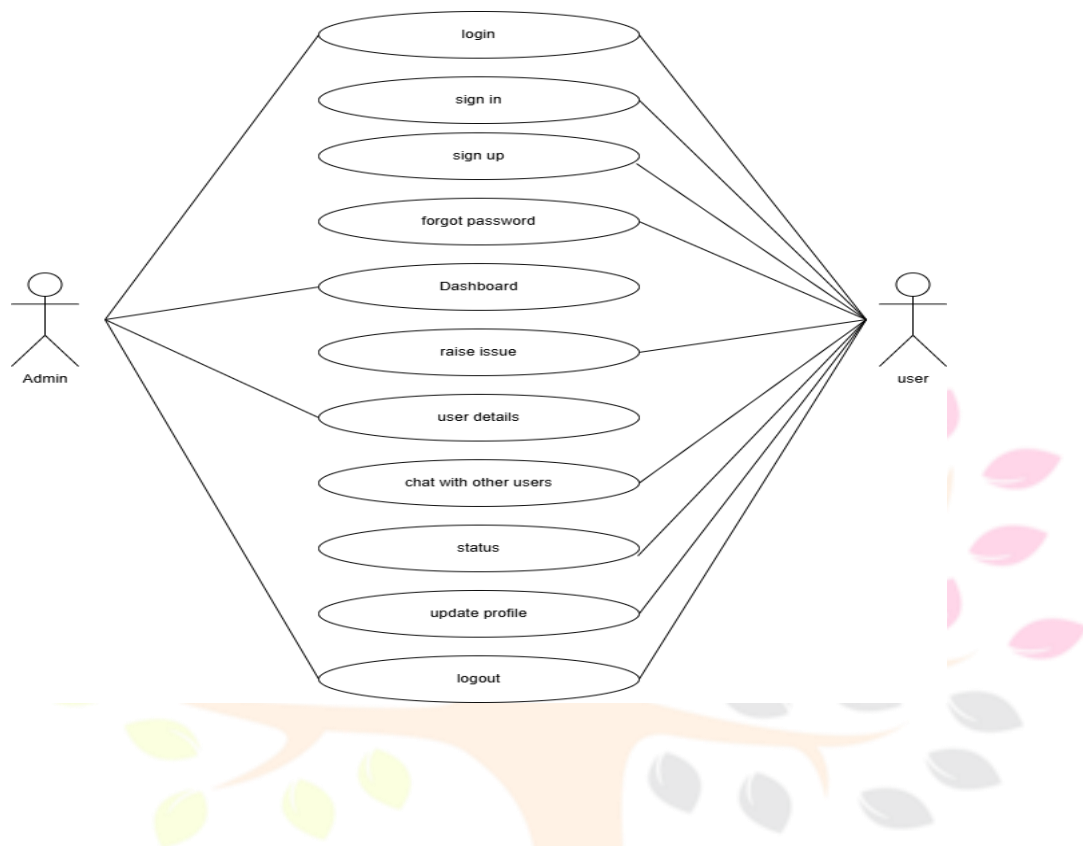 login
sign in
sign up
forgot password
Dashboard
raise issue
Admin
user
user details
chat with other users
status
update profile
logout